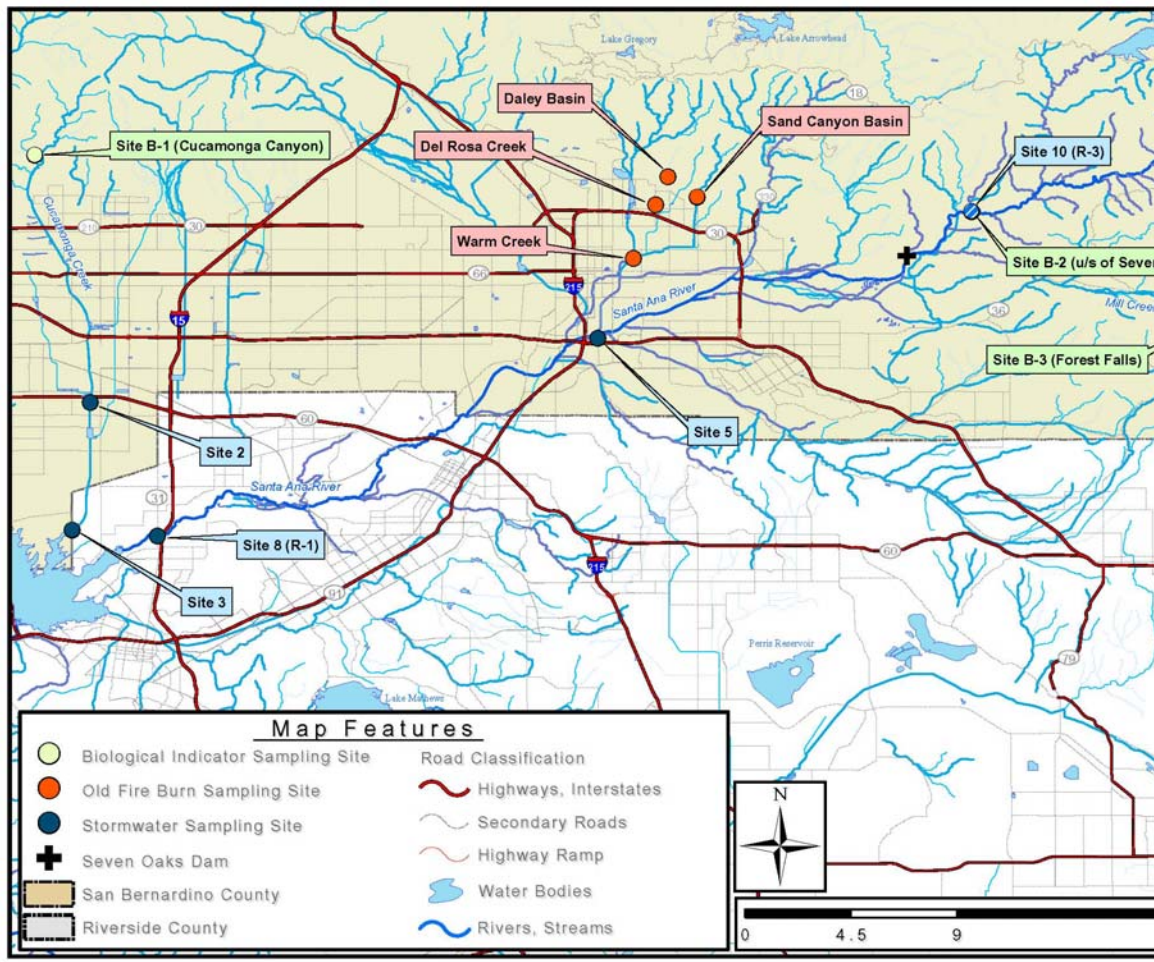 Lake Gregory
Lake Arrowhead
18
Daley Basin
Sand Canyon Basin
Site B-1 (Cucamonga Canyon)
Del Rosa Creek
Site 10 (R-3)
Cucamonga Creek
210
30
330
30
Warm Creek
Site B-2 (u/s of Seven
66
215
Santa Ana River
Mill Creek
36
15
Site B-3 (Forest Falls)
60
Site 5
Site 2
Santa Ana River
31
Site 8 (R-1)
60
215
91
Site 3
Perris Reservoir
79
Lake Mathews
Map Features
Biological Indicator Sampling Site
Old Fire Burn Sampling Site
Stormwater Sampling Site
Seven Oaks Dam
San Bernardino County
Riverside County
Road Classification
Highways, Interstates
Secondary Roads
Highway Ramp
Water Bodies
Rivers, Streams
N
0 4.5 9